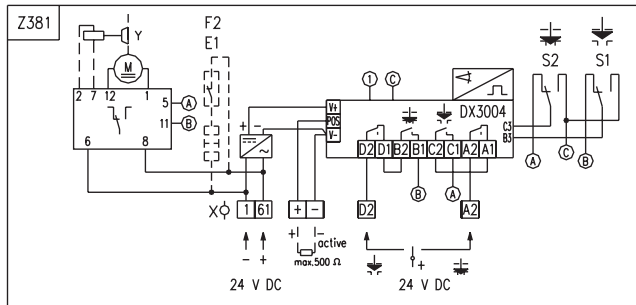 Z381
F2
E1
Y
M
2 7 12 1
5 A
11 B
6 8
+ -
~
V+
POS
V-
1 C
DX3004
D2 D1 B2 B1 C2 C1 A2 A1
C3
B3
S2 S1
A C B
B A
X 1 61
+ -
D2 A2
- +
+ -
active
max.500 Ω
+
24 V DC
24 V DC